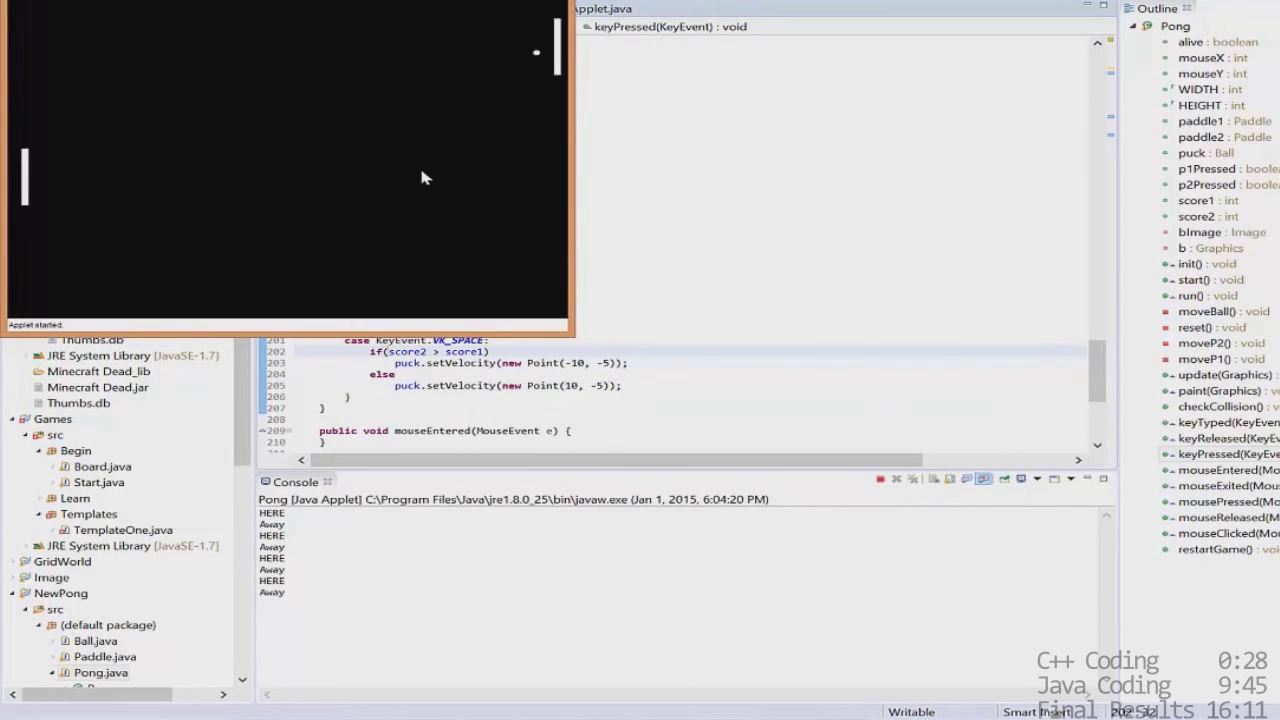 Applet.java
keyPressed(KeyEvent) : void
Applet started.
Thumbs.db
JRE System Library [JavaSE-1.7]
Minecraft Dead_lib
Minecraft Dead.jar
Thumbs.db
Games
src
Begin
Board.java
Start.java
Learn
Templates
TemplateOne.java
JRE System Library [JavaSE-1.7]
GridWorld
Image
NewPong
src
(default package)
Ball.java
Paddle.java
Pong.java
201 case KeyEvent.VK_SPACE:
202 if(score2 > score1)
203 puck.setVelocity(new Point(-10, -5));
204 else
205 puck.setVelocity(new Point(10, -5));
206 }
207 }
208
209 public void mouseEntered(MouseEvent e) {
210 }
Console
Pong [Java Applet] C:\Program Files\Java\jre1.8.0_25\bin\javaw.exe (Jan 1, 2015, 6:04:20 PM)
HERE
Away
HERE
Away
HERE
Away
HERE
Away
Outline
Pong
alive : boolean
mouseX : int
mouseY : int
WIDTH : int
HEIGHT : int
paddle1 : Paddle
paddle2 : Paddle
puck : Ball
p1Pressed : boolea
p2Pressed : boolea
score1 : int
score2 : int
bImage : Image
b : Graphics
init() : void
start() : void
run() : void
moveBall() : void
reset() : void
moveP2() : void
moveP1() : void
update(Graphics)
paint(Graphics) :
checkCollision()
keyTyped(KeyEven
keyReleased(KeyE
keyPressed(KeyEve
mouseEntered(Mo
mouseExited(Mou
mousePressed(Mo
mouseReleased(M
mouseClicked(Mou
restartGame() : voi
Writable
Smart Insert
C++ Coding 0:28
Java Coding 9:45
Final Results 16:11